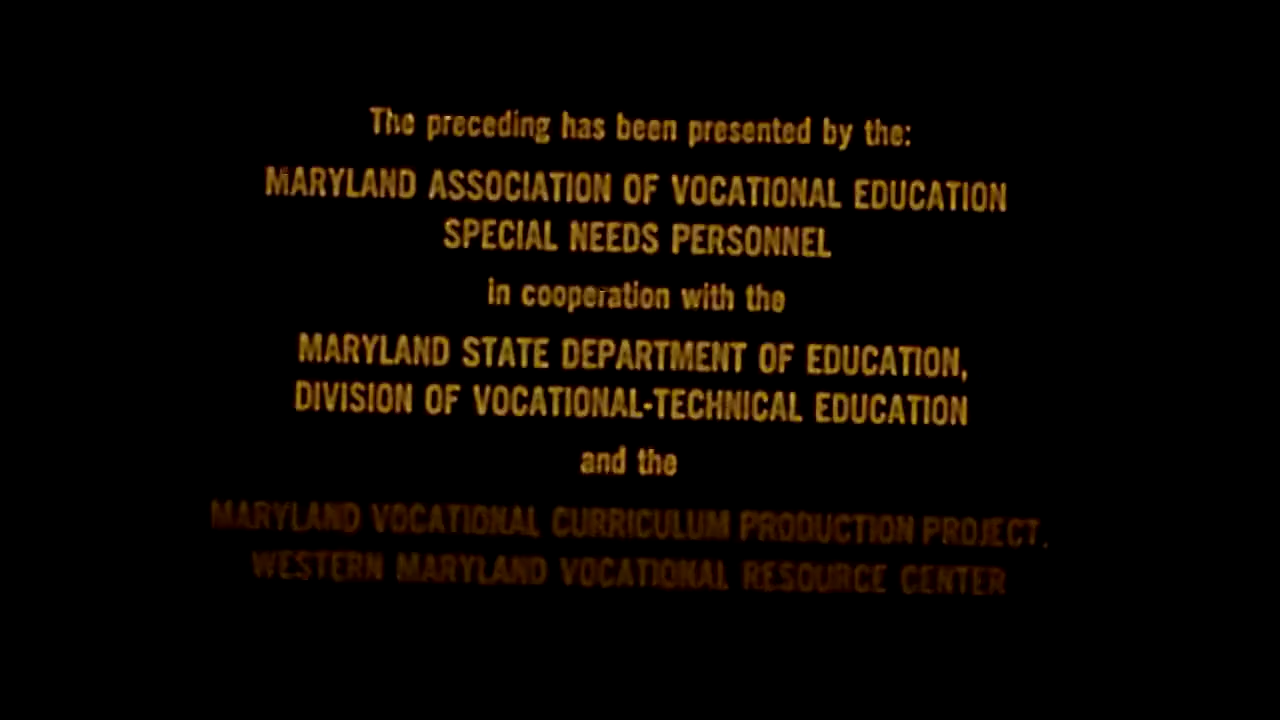 The preceding has been presented by the:
MARYLAND ASSOCIATION OF VOCATIONAL EDUCATION
SPECIAL NEEDS PERSONNEL
in cooperation with the
MARYLAND STATE DEPARTMENT OF EDUCATION,
DIVISION OF VOCATIONAL-TECHNICAL EDUCATION
and the
MARYLAND VOCATIONAL CURRICULUM PRODUCTION PROJECT,
WESTERN MARYLAND VOCATIONAL RESOURCE CENTER